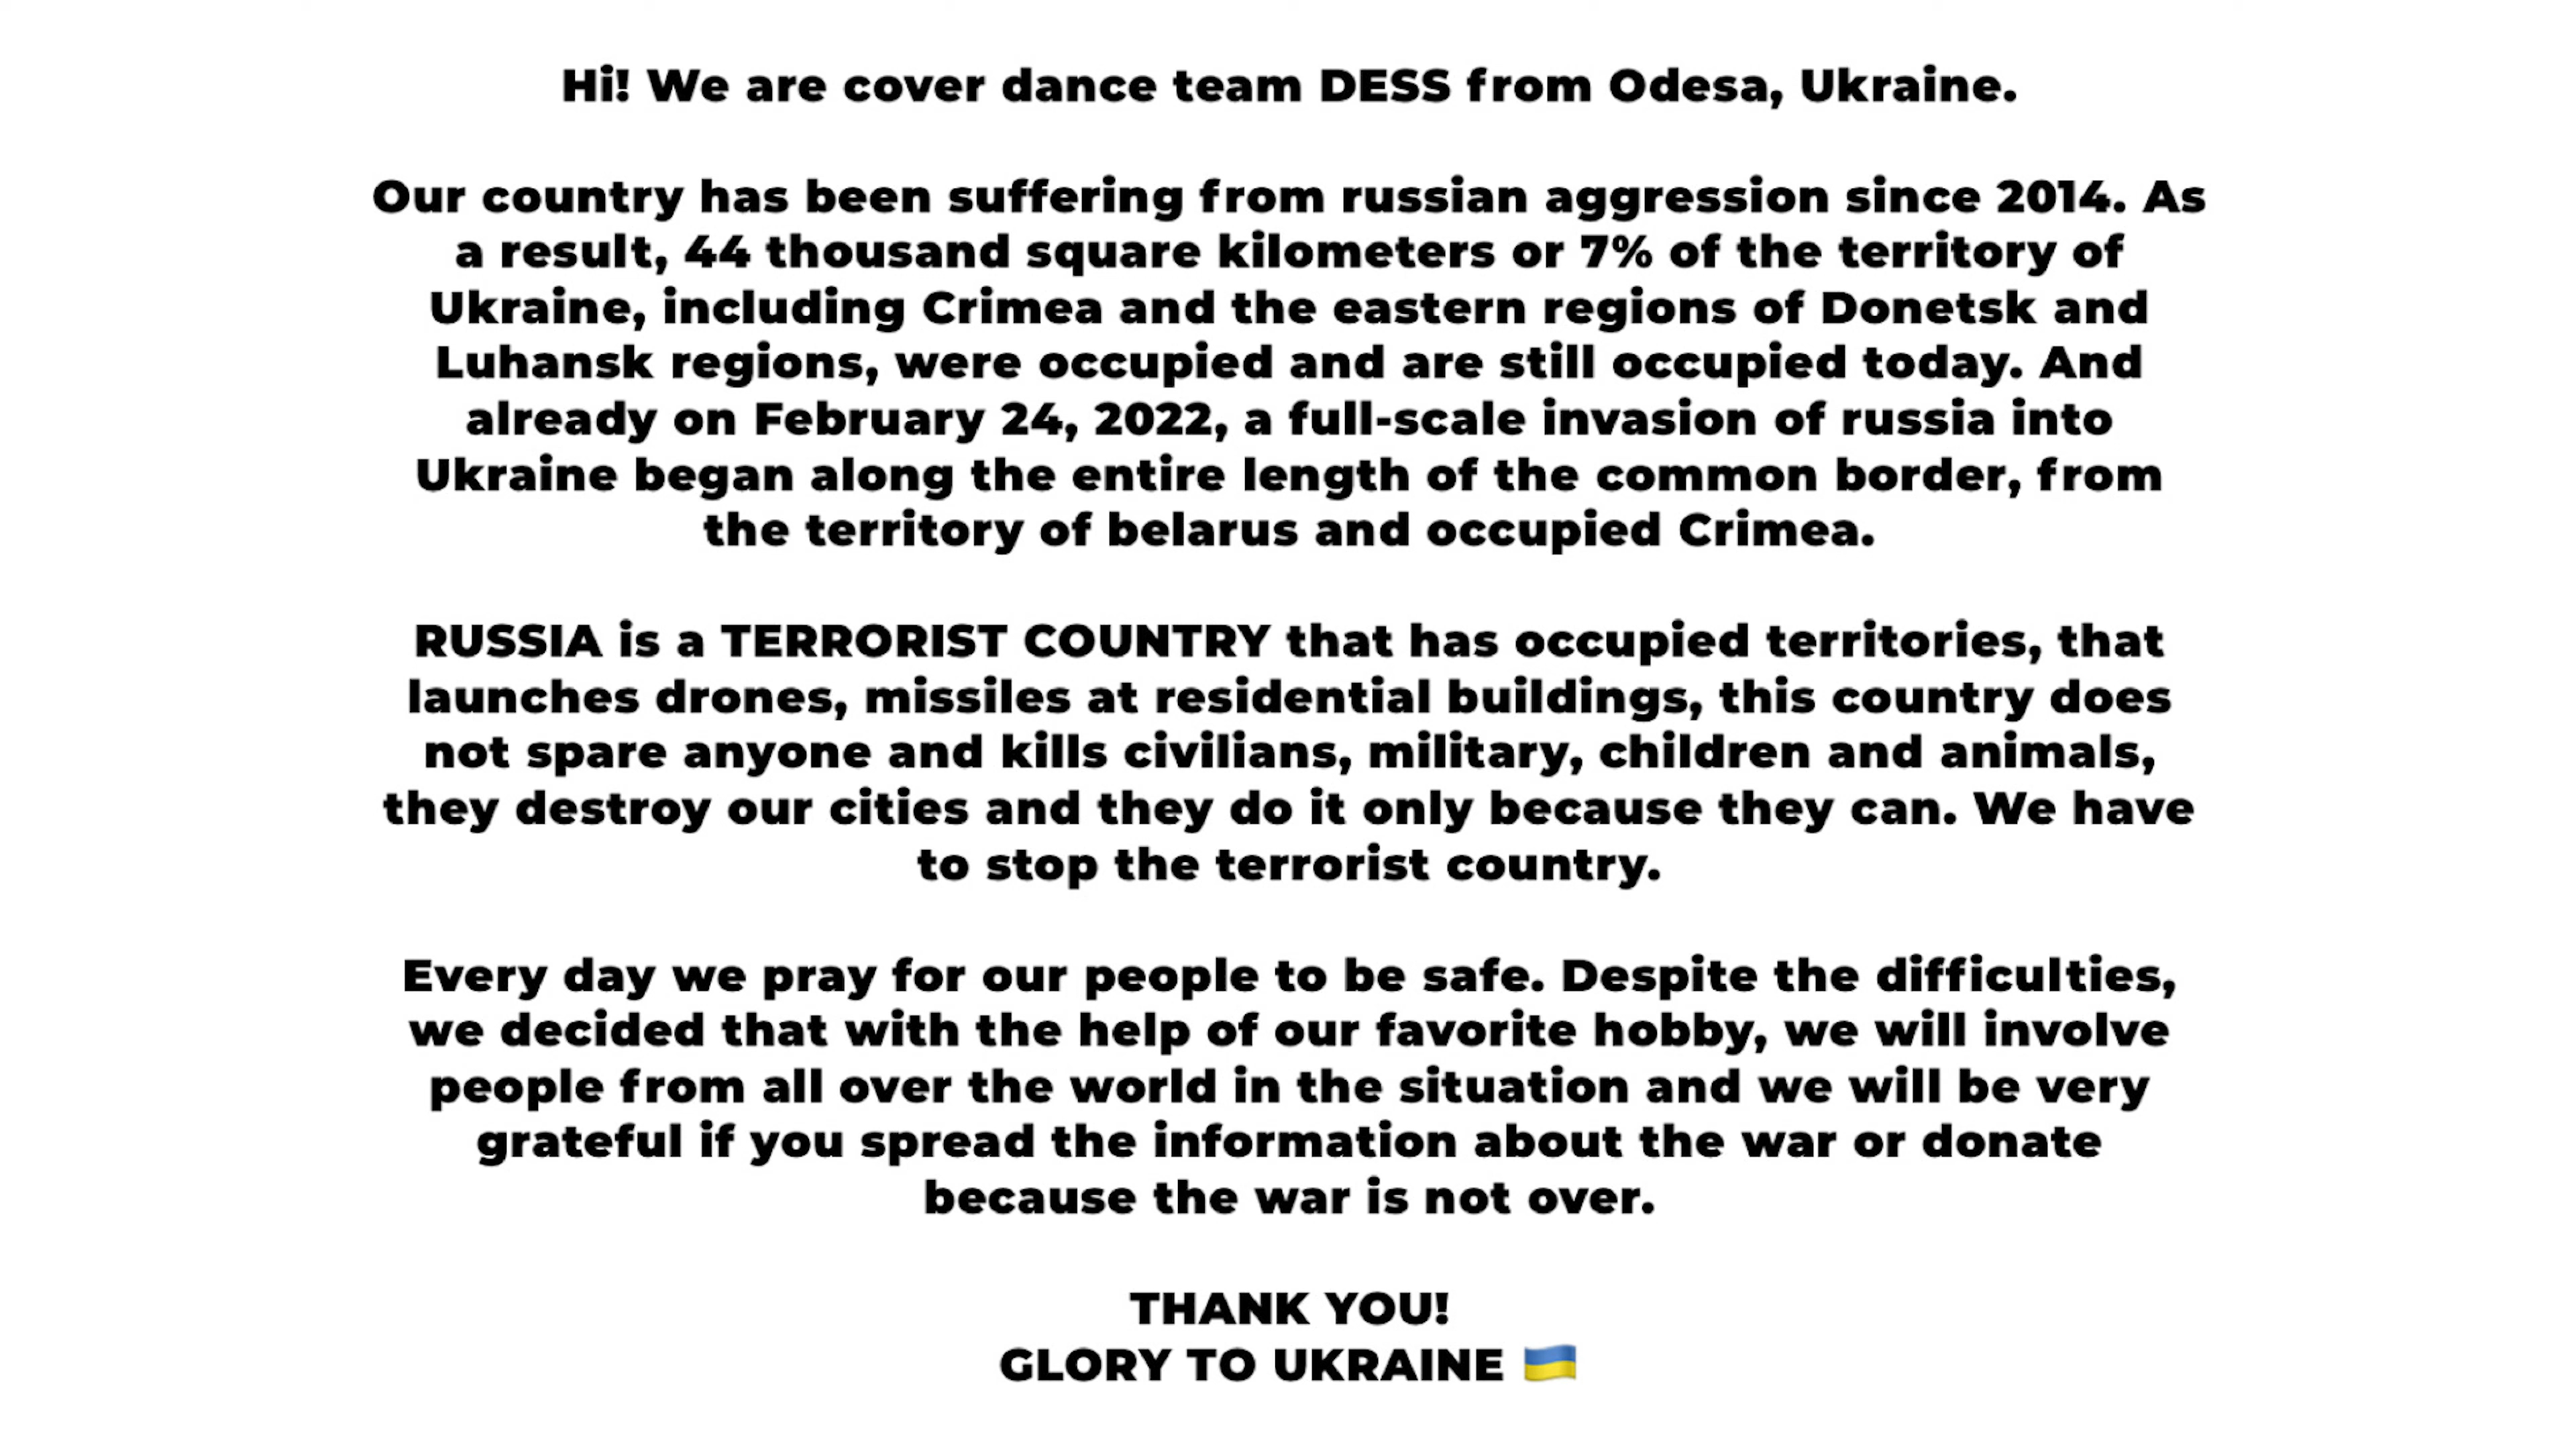 Hi! We are cover dance team DESS from Odesa, Ukraine.
Our country has been suffering from russian aggression since 2014. As
a result, 44 thousand square kilometers or 7% of the territory of
Ukraine, including Crimea and the eastern regions of Donetsk and
Luhansk regions, were occupied and are still occupied today. And
already on February 24, 2022, a full-scale invasion of russia into
Ukraine began along the entire length of the common border, from
the territory of belarus and occupied Crimea.
RUSSIA is a TERRORIST COUNTRY that has occupied territories, that
launches drones, missiles at residential buildings, this country does
not spare anyone and kills civilians, military, children and animals,
they destroy our cities and they do it only because they can. We have
to stop the terrorist country.
Every day we pray for our people to be safe. Despite the difficulties,
we decided that with the help of our favorite hobby, we will involve
people from all over the world in the situation and we will be very
grateful if you spread the information about the war or donate
because the war is not over.
THANK YOU!
GLORY TO UKRAINE 🇺🇦